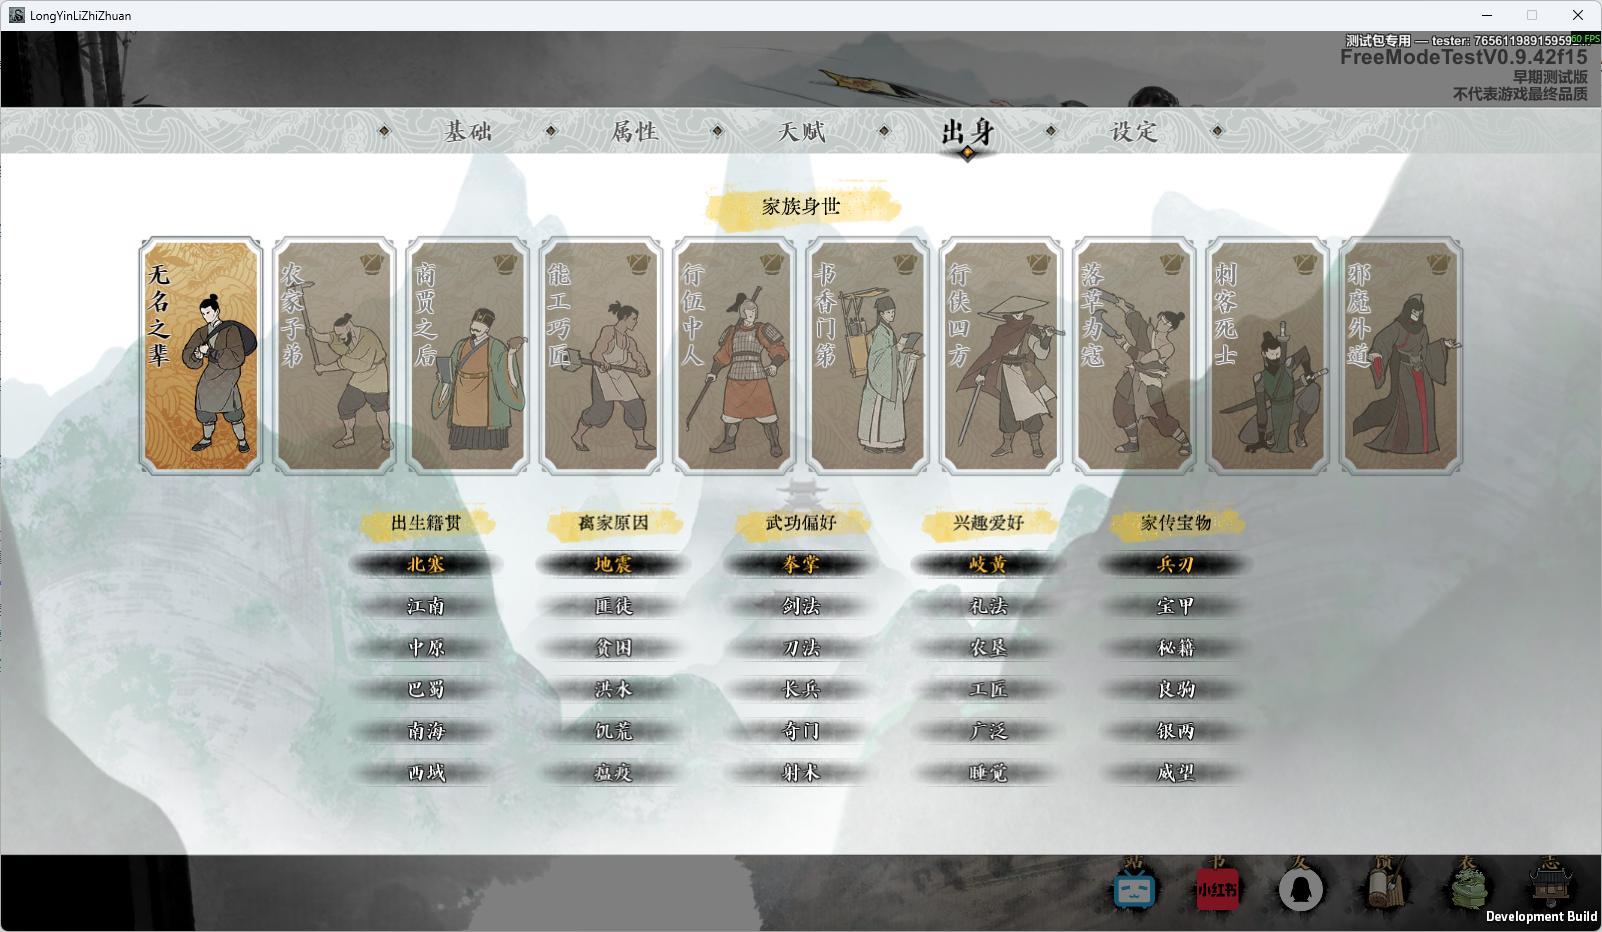 LongYinLiZhiZhuan
测试包专用 — tester: 76561198915959
60 FPS
FreeModeTestV0.9.42f15
早期测试版
不代表游戏最终品质
基础 属性 天赋 出身 设定
家族身世
无名之辈
农家子弟
商贾之后
能工巧匠
行伍中人
书香门第
行侠四方
落草为寇
刺客死士
邪魔外道
出生籍贯 离家原因 武功偏好 兴趣爱好 家传宝物
北塞 地震 拳掌 岐黄 兵刃
江南 匪徒 剑法 礼法 宝甲
中原 贫困 刀法 农垦 秘籍
巴蜀 洪水 长兵 工匠 良驹
南海 饥荒 奇门 广泛 银两
西域 瘟疫 射术 睡觉 威望
小红书
Development Build